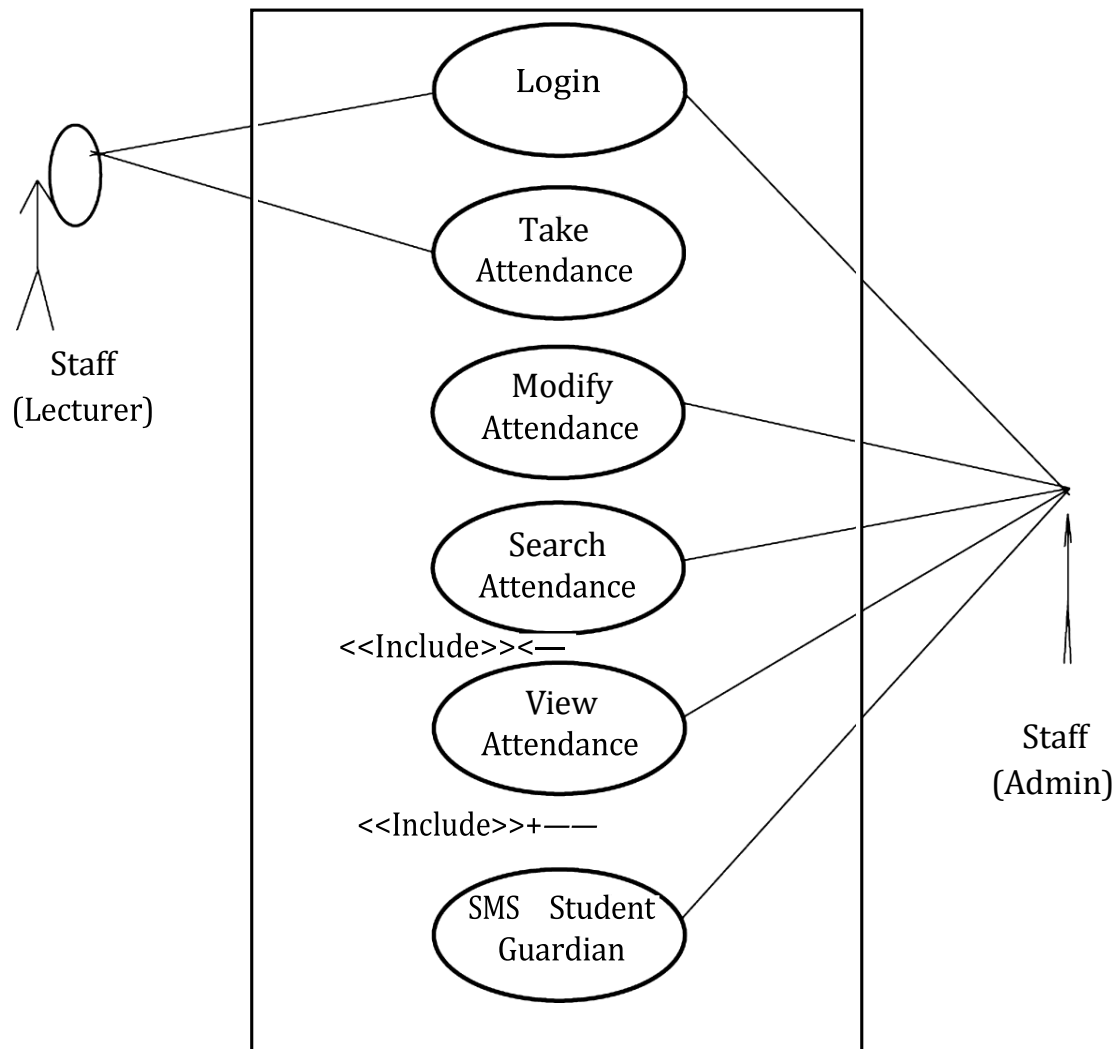 Login
Take
Attendance
Staff
(Lecturer)
Modify
Attendance
Search
Attendance
<<Include>><—
View
Attendance
Staff
(Admin)
<<Include>>+——
SMS Student
Guardian